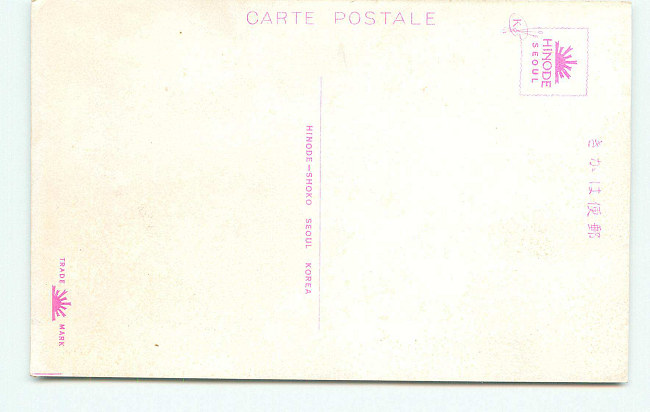 CARTE POSTALE
K
HINODE
SEOUL
きかは便郵
HINODE-SHOKO SEOUL KOREA
TRADE MARK